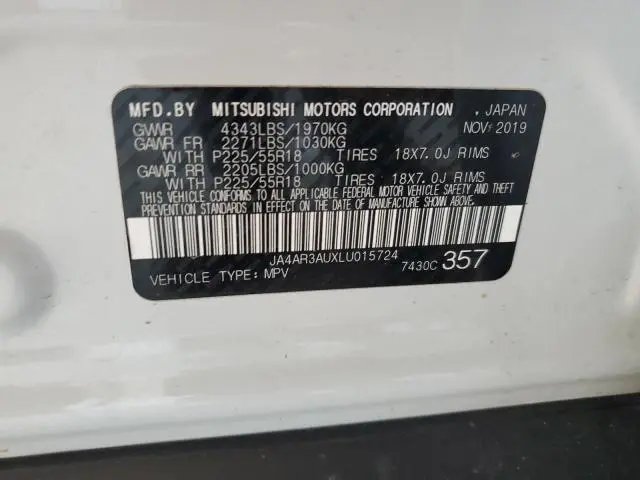 MFD.BY MITSUBISHI MOTORS CORPORATION , JAPAN
GVWR 4343LBS/1970KG NOV 2019
GAWR FR 2271LBS/1030KG
WITH P225/55R18 TIRES 18X7.0J RIMS
GAWR RR 2205LBS/1000KG
WITH P225/55R18 TIRES 18X7.0J RIMS
THIS VEHICLE CONFORMS TO ALL APPLICABLE FEDERAL MOTOR VEHICLE SAFETY AND THEFT
PREVENTION STANDARDS IN EFFECT ON THE DATE OF MANUFACTURE SHOWN ABOVE.
JA4AR3AUXLU015724
VEHICLE TYPE: MPV 7430C 357